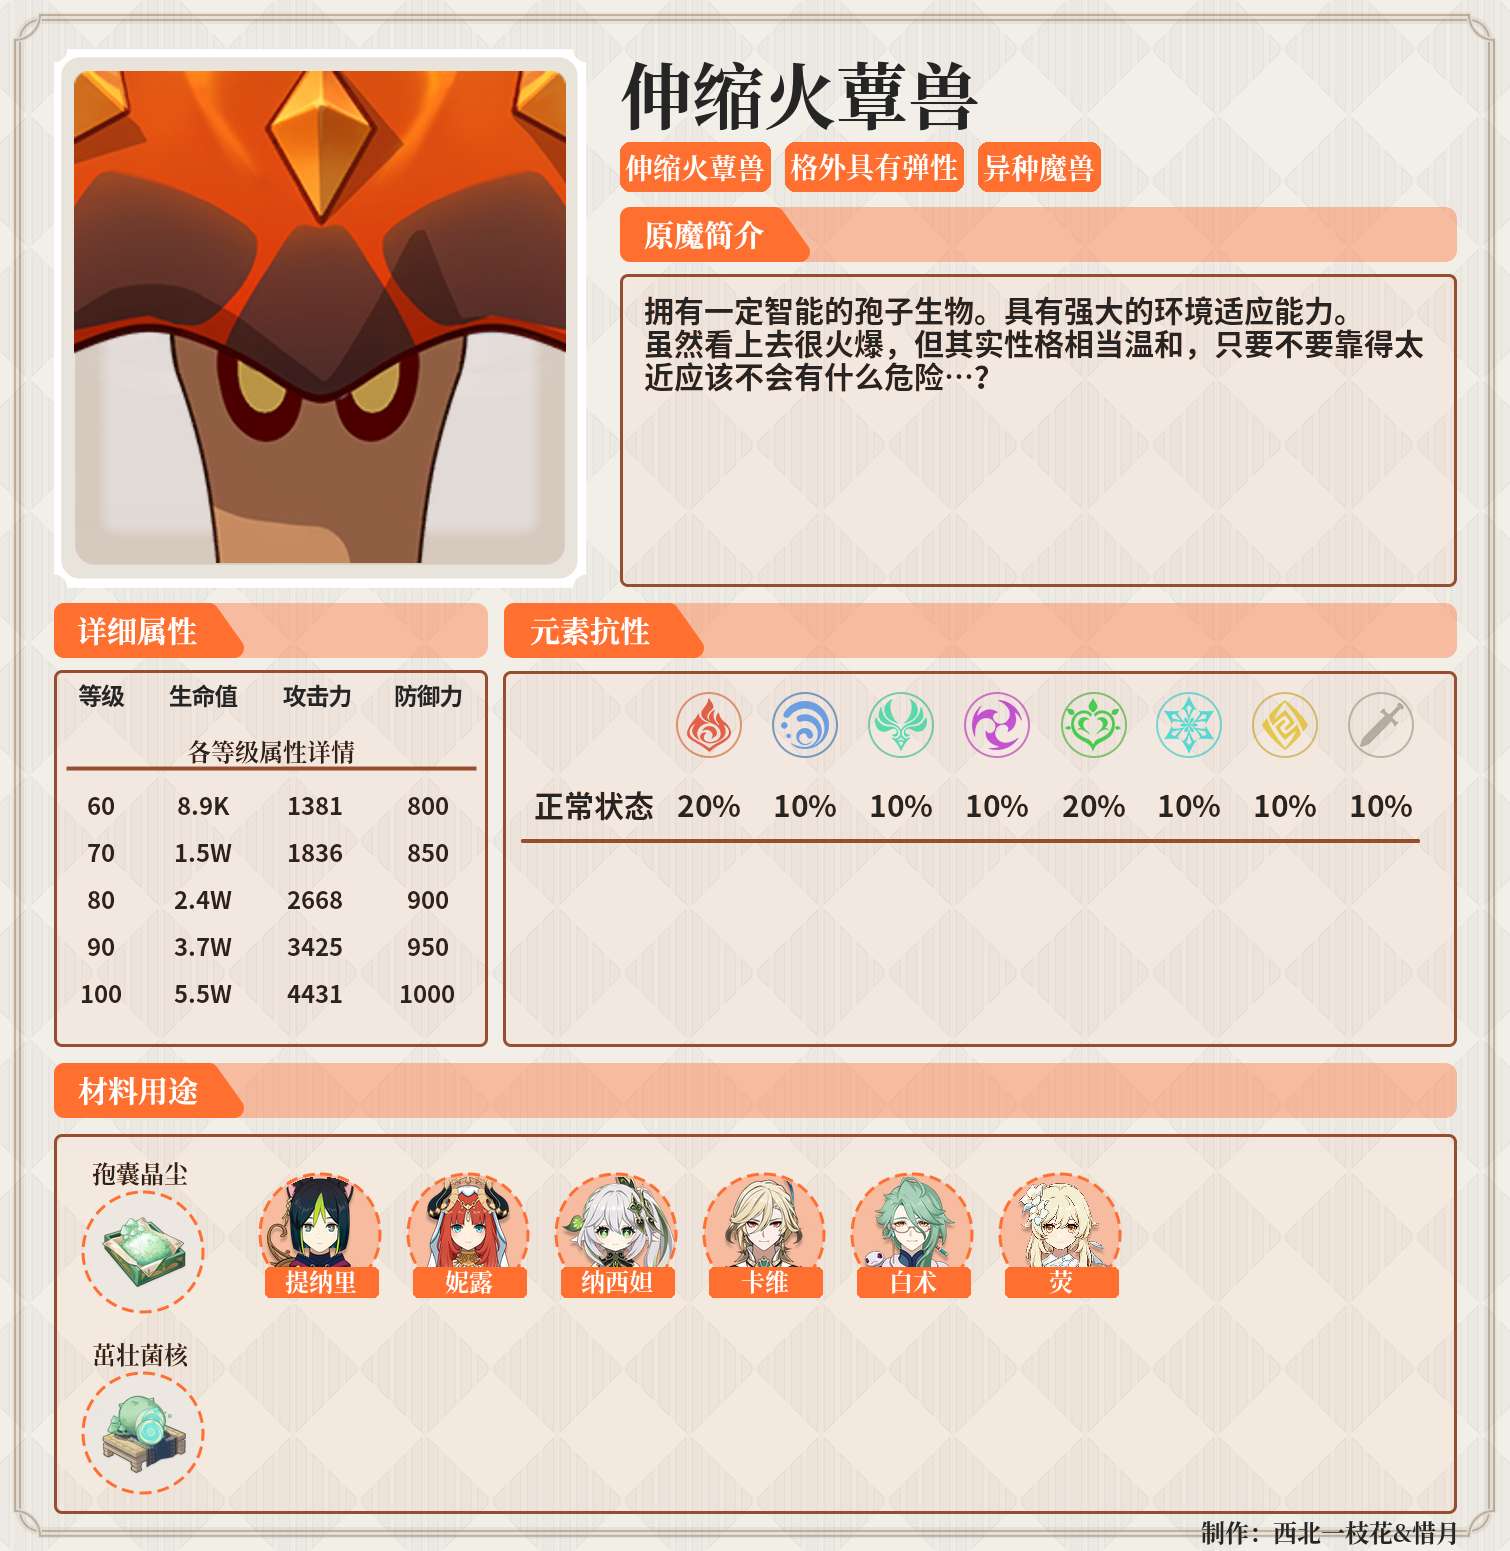 伸缩火蕈兽
伸缩火蕈兽 格外具有弹性 异种魔兽
原魔简介
拥有一定智能的孢子生物。具有强大的环境适应能力。
虽然看上去很火爆，但其实性格相当温和，只要不要靠得太
近应该不会有什么危险…？
详细属性
等级 生命值 攻击力 防御力
各等级属性详情
60 8.9K 1381 800
70 1.5W 1836 850
80 2.4W 2668 900
90 3.7W 3425 950
100 5.5W 4431 1000
元素抗性
正常状态 20% 10% 10% 10% 20% 10% 10% 10%
材料用途
孢囊晶尘
提纳里 妮露 纳西妲 卡维 白术 荧
茁壮菌核
制作：西北一枝花&惜月